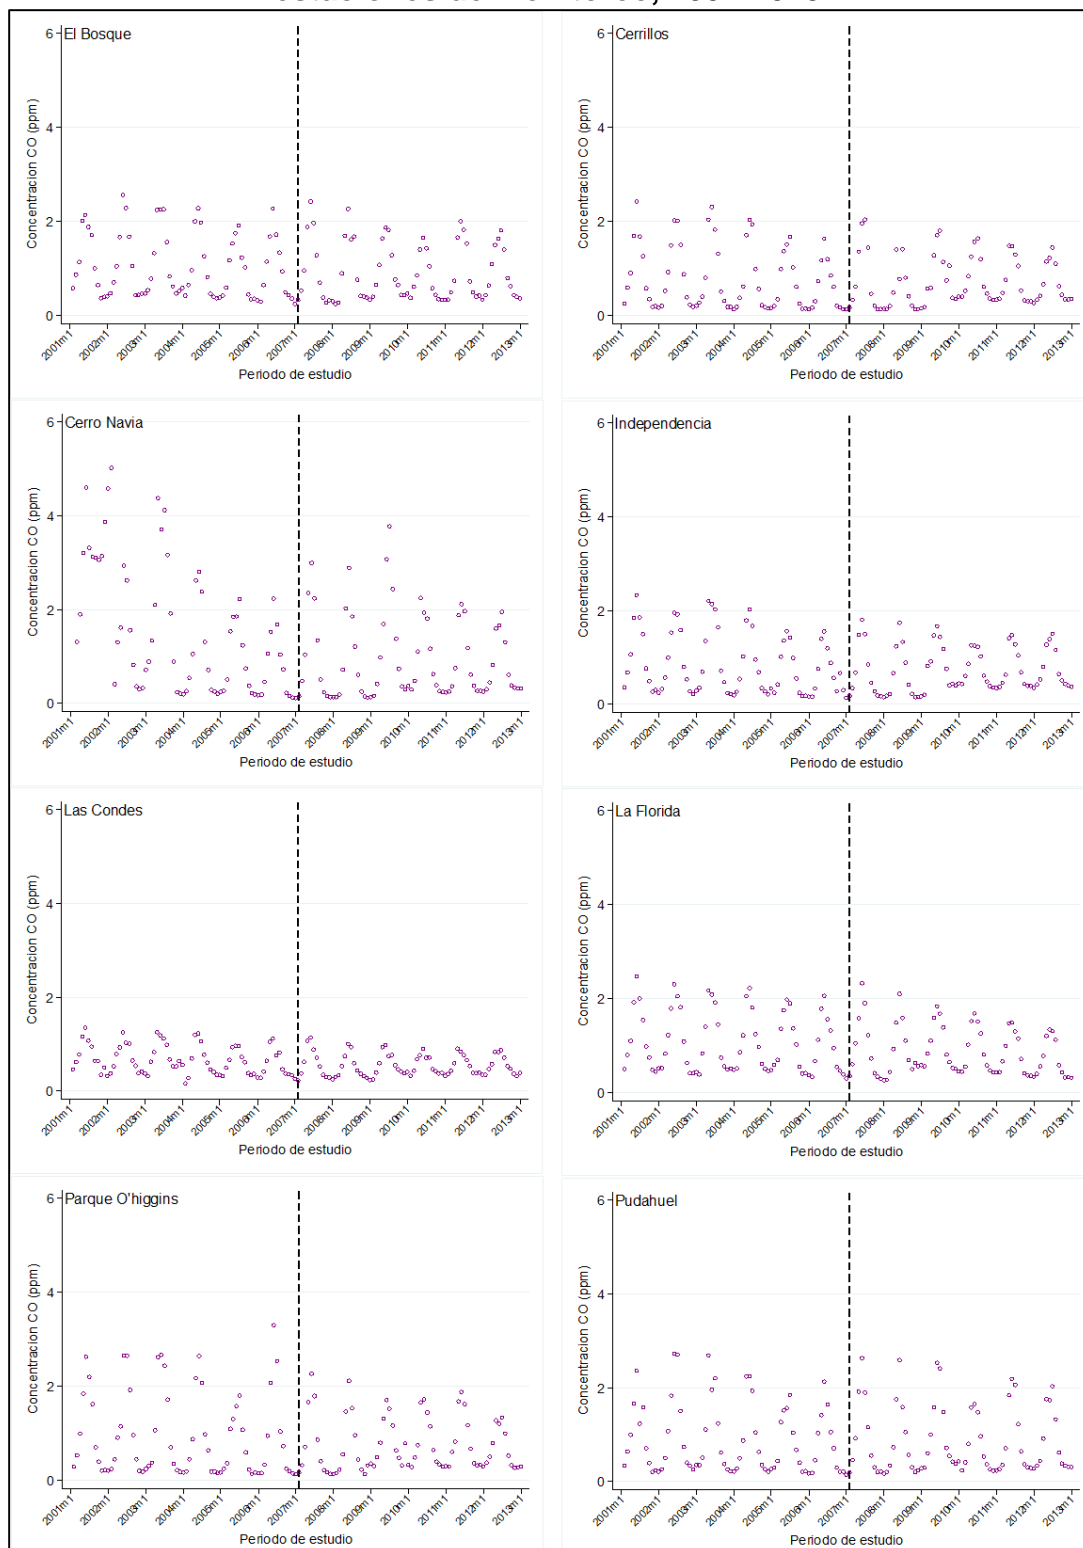 El Bosque
Concentracion CO (ppm)
6
4
2
0
2001m1 2002m1 2003m1 2004m1 2005m1 2006m1 2007m1 2008m1 2009m1 2010m1 2011m1 2012m1 2013m1
Periodo de estudio
Cerrillos
Concentracion CO (ppm)
6
4
2
0
2001m1 2002m1 2003m1 2004m1 2005m1 2006m1 2007m1 2008m1 2009m1 2010m1 2011m1 2012m1 2013m1
Periodo de estudio
Cerro Navia
Concentracion CO (ppm)
6
4
2
0
2001m1 2002m1 2003m1 2004m1 2005m1 2006m1 2007m1 2008m1 2009m1 2010m1 2011m1 2012m1 2013m1
Periodo de estudio
Independencia
Concentracion CO (ppm)
6
4
2
0
2001m1 2002m1 2003m1 2004m1 2005m1 2006m1 2007m1 2008m1 2009m1 2010m1 2011m1 2012m1 2013m1
Periodo de estudio
Las Condes
Concentracion CO (ppm)
6
4
2
0
2001m1 2002m1 2003m1 2004m1 2005m1 2006m1 2007m1 2008m1 2009m1 2010m1 2011m1 2012m1 2013m1
Periodo de estudio
La Florida
Concentracion CO (ppm)
6
4
2
0
2001m1 2002m1 2003m1 2004m1 2005m1 2006m1 2007m1 2008m1 2009m1 2010m1 2011m1 2012m1 2013m1
Periodo de estudio
Parque O'higgins
Concentracion CO (ppm)
6
4
2
0
2001m1 2002m1 2003m1 2004m1 2005m1 2006m1 2007m1 2008m1 2009m1 2010m1 2011m1 2012m1 2013m1
Periodo de estudio
Pudahuel
Concentracion CO (ppm)
6
4
2
0
2001m1 2002m1 2003m1 2004m1 2005m1 2006m1 2007m1 2008m1 2009m1 2010m1 2011m1 2012m1 2013m1
Periodo de estudio